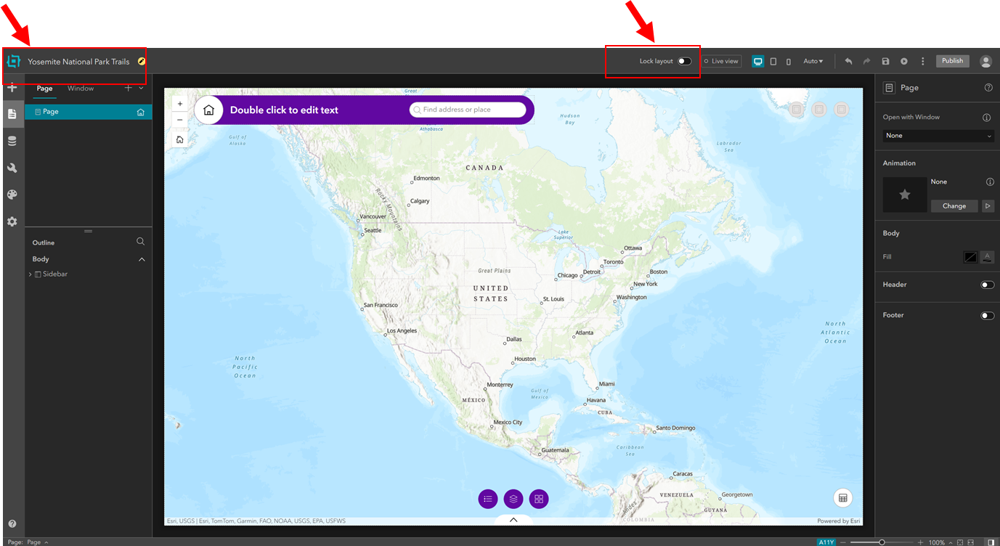 Yosemite National Park Trails
Lock layout
Live view
Auto
Publish
Page
Window
Page
Outline
Body
Sidebar
+
−
Double click to edit text
Find address or place
Great
Athabasca
Hudson
Bay
Gulf of
Alaska
Labrador
Sea
CANADA
Edmonton
Calgary
Rocky Mountains
Vancouver
Seattle
Lake
Superior
Ottawa
Toronto
Great Plains
Chicago
Detroit
Boston
New York
UNITED
STATES
St. Louis
Washington
San Francisco
Los Angeles
Atlanta
Dallas
Houston
North
Atlantic
Ocean
North
Pacific
Ocean
Monterrey
Miami
Gulf of
Mexico
MÉXICO
Havana
CUBA
Mexico City
Santo Domingo
Guatemala
Caribbean
Sea
Caracas
VENEZUELA
Georgetown
GUYANA
Andes
COLOMBIA
Esri, USGS | Esri, TomTom, Garmin, FAO, NOAA, USGS, EPA, USFWS
Powered by Esri
Page
Open with Window
None
Animation
None
Change
Body
Fill
A
Header
Footer
Page: Page
A11Y
100%